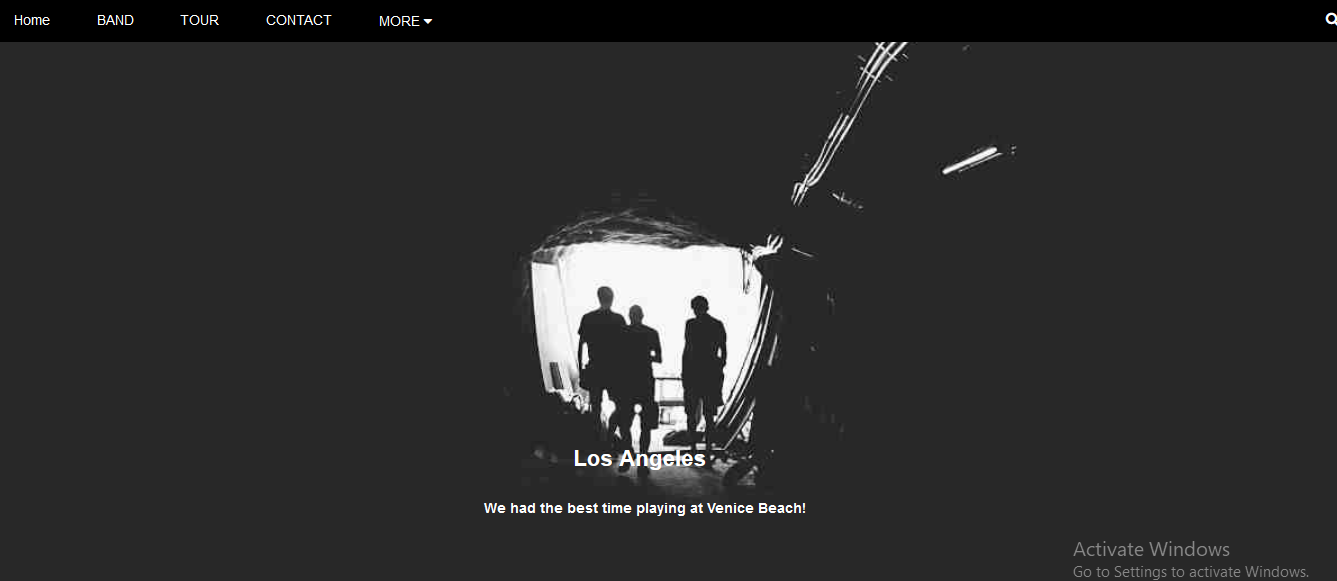 Home BAND TOUR CONTACT MORE
Los Angeles
We had the best time playing at Venice Beach!
Activate Windows
Go to Settings to activate Windows.